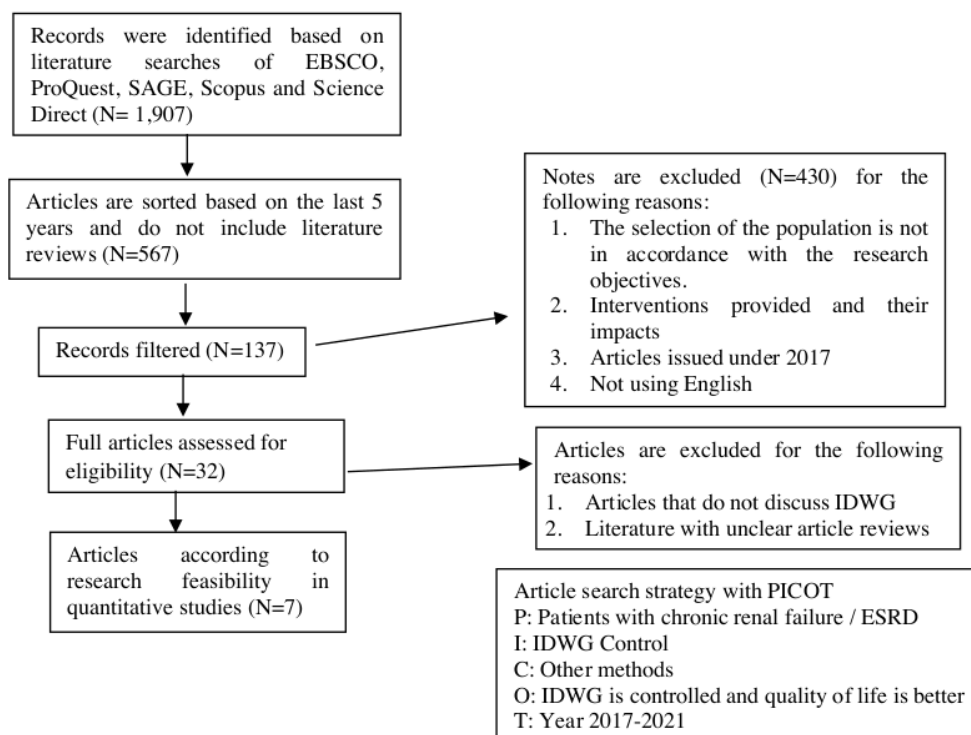 Records were identified based on
literature searches of EBSCO,
ProQuest, SAGE, Scopus and Science
Direct (N= 1,907)
Articles are sorted based on the last 5
years and do not include literature
reviews (N=567)
Records filtered (N=137)
Notes are excluded (N=430) for the
following reasons:
1. The selection of the population is not
in accordance with the research
objectives.
2. Interventions provided and their
impacts
3. Articles issued under 2017
4. Not using English
Full articles assessed for
eligibility (N=32)
Articles are excluded for the following
reasons:
1. Articles that do not discuss IDWG
2. Literature with unclear article reviews
Articles according to
research feasibility in
quantitative studies (N=7)
Article search strategy with PICOT
P: Patients with chronic renal failure / ESRD
I: IDWG Control
C: Other methods
O: IDWG is controlled and quality of life is better
T: Year 2017-2021